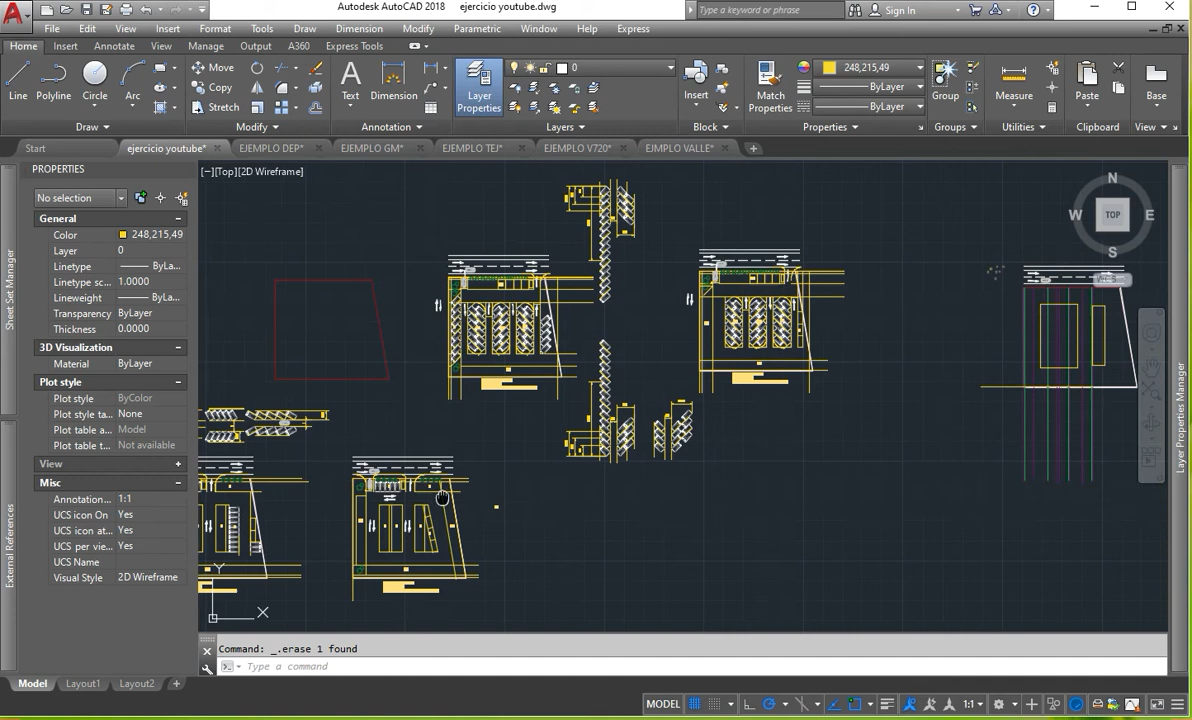 Autodesk AutoCAD 2018 ejercicio youtube.dwg
Type a keyword or phrase
Sign In
File Edit View Insert Format Tools Draw Dimension Modify Parametric Window Help Express
Home Insert Annotate View Manage Output A360 Express Tools
Line Polyline Circle Arc
Move
Copy
Stretch
Text Dimension
Layer
Properties
0
Insert
Match
Properties
248,215,49
ByLayer
ByLayer
Group
Measure
Paste
Base
Draw Modify Annotation Layers Block Properties Groups Utilities Clipboard View
Start ejercicio youtube* EJEMPLO DEP* EJEMPLO GM* EJEMPLO TEJ* EJEMPLO V720* EJEMPLO VALLE*
PROPERTIES
[−][Top][2D Wireframe]
No selection
General
Color 248,215,49
Layer 0
Linetype ByLa...
Linetype s... 1.0000
Lineweight ByLa...
Transparency ByLayer
Thickness 0.0000
3D Visualization
Material ByLayer
Plot style
Plot style ByColor
Plot style ta... None
Plot table a... Model
Plot table t... Not available
View
Misc
Annotation... 1:1
UCS icon On Yes
UCS icon at... Yes
UCS per vie... Yes
UCS Name
Visual Style 2D Wireframe
Sheet Set Manager
External References
Layer Properties Manager
N
W TOP E
S
Y
X
Command: _.erase 1 found
Type a command
Model Layout1 Layout2
MODEL 1:1